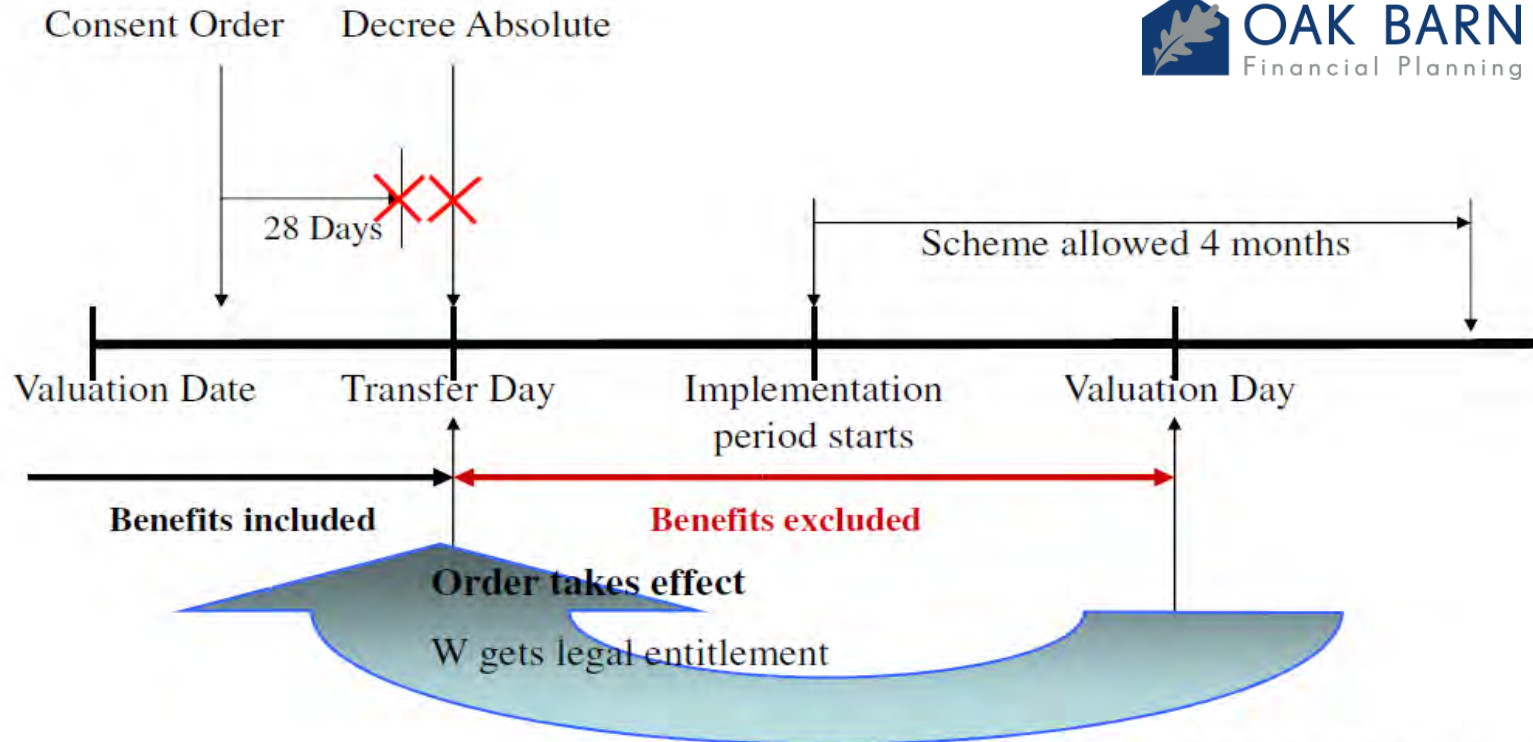 Consent Order
Decree Absolute
OAK BARN
Financial Planning
28 Days
Scheme allowed 4 months
Valuation Date
Transfer Day
Implementation
period starts
Valuation Day
Benefits included
Benefits excluded
Order takes effect
W gets legal entitlement